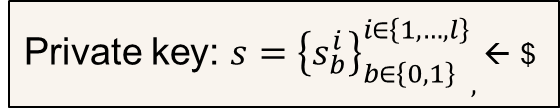 Private key: s = {s_b^i}_{b∈{0,1}}^{i∈{1,…,l}} , ← $